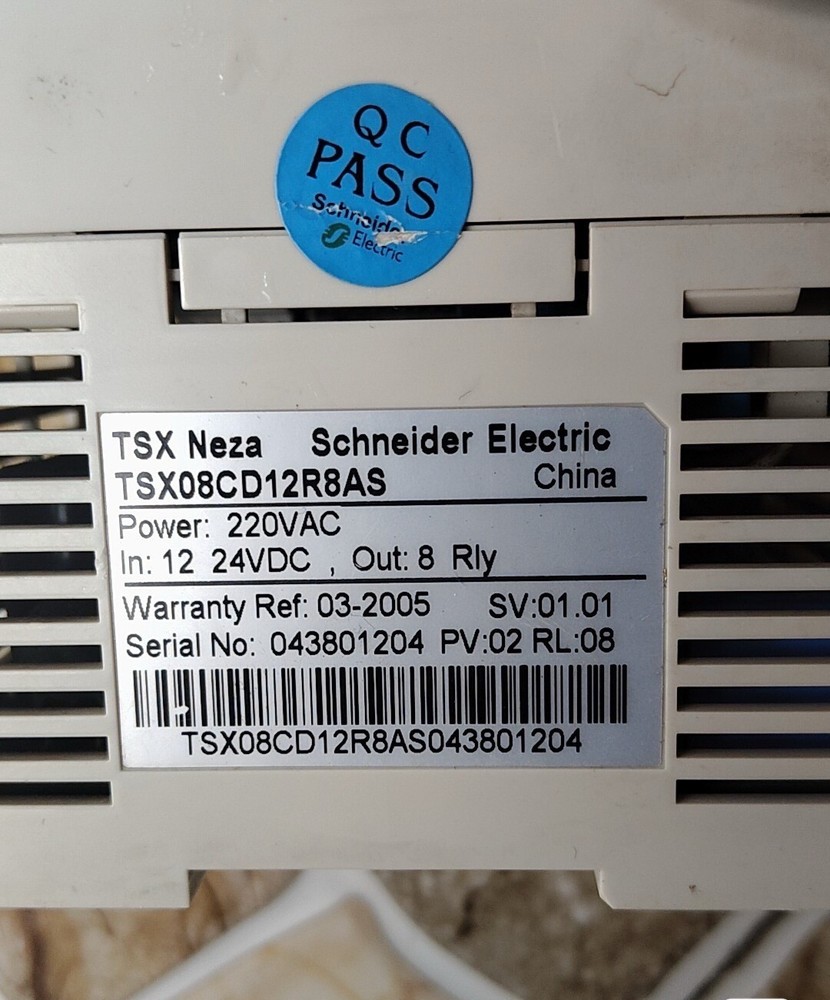 QC
PASS
Schneider
Electric
TSX Neza Schneider Electric
TSX08CD12R8AS China
Power: 220VAC
In: 12 24VDC , Out: 8 Rly
Warranty Ref: 03-2005 SV:01.01
Serial No: 043801204 PV:02 RL:08
TSX08CD12R8AS043801204